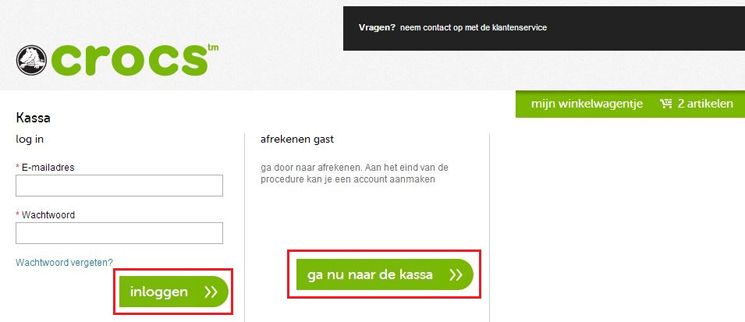 Vragen? neem contact op met de klantenservice
crocs™
mijn winkelwagentje 2 artikelen
Kassa
log in
* E-mailadres
* Wachtwoord
Wachtwoord vergeten?
inloggen
afrekenen gast
ga door naar afrekenen. Aan het eind van de
procedure kan je een account aanmaken
ga nu naar de kassa